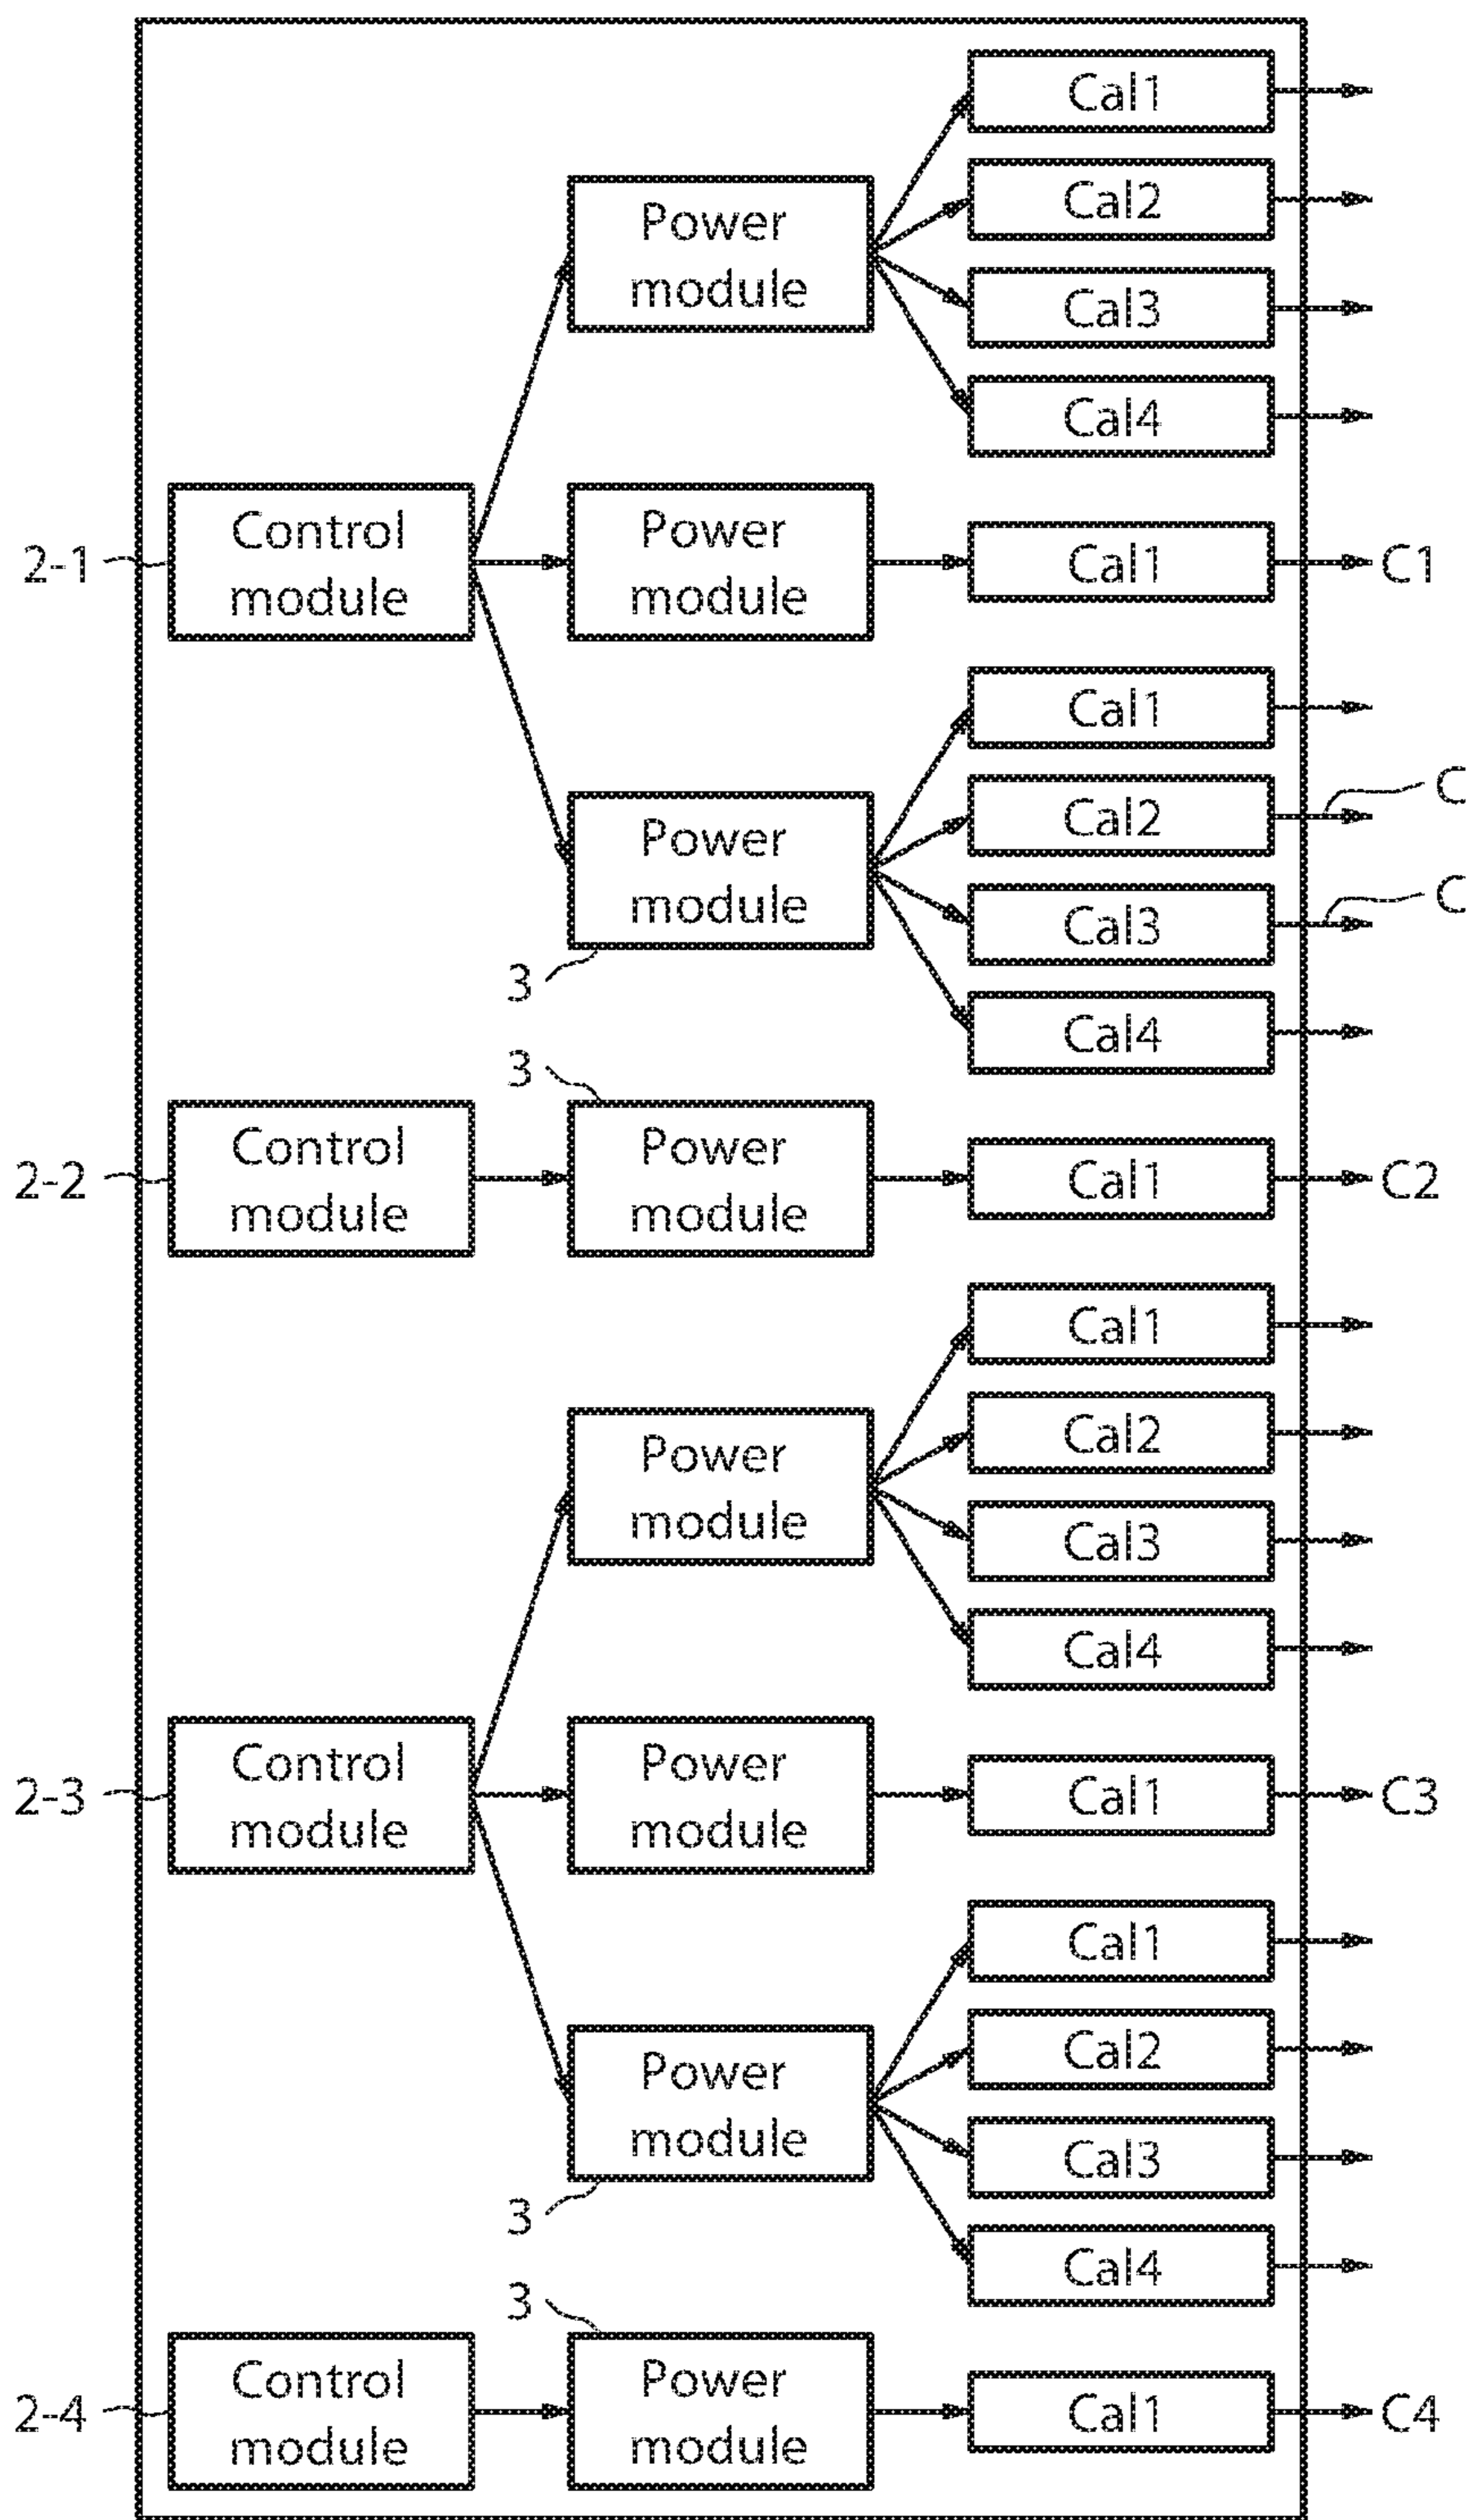 Cal1
Power
module
Cal2
Cal3
Cal4
2-1
Control
module
Power
module
Cal1
C1
Cal1
Power
module
Cal2
C
Cal3
C
3
Cal4
3
2-2
Control
module
Power
module
Cal1
C2
Cal1
Power
module
Cal2
Cal3
Cal4
2-3
Control
module
Power
module
Cal1
C3
Cal1
Power
module
Cal2
Cal3
3
Cal4
3
2-4
Control
module
Power
module
Cal1
C4